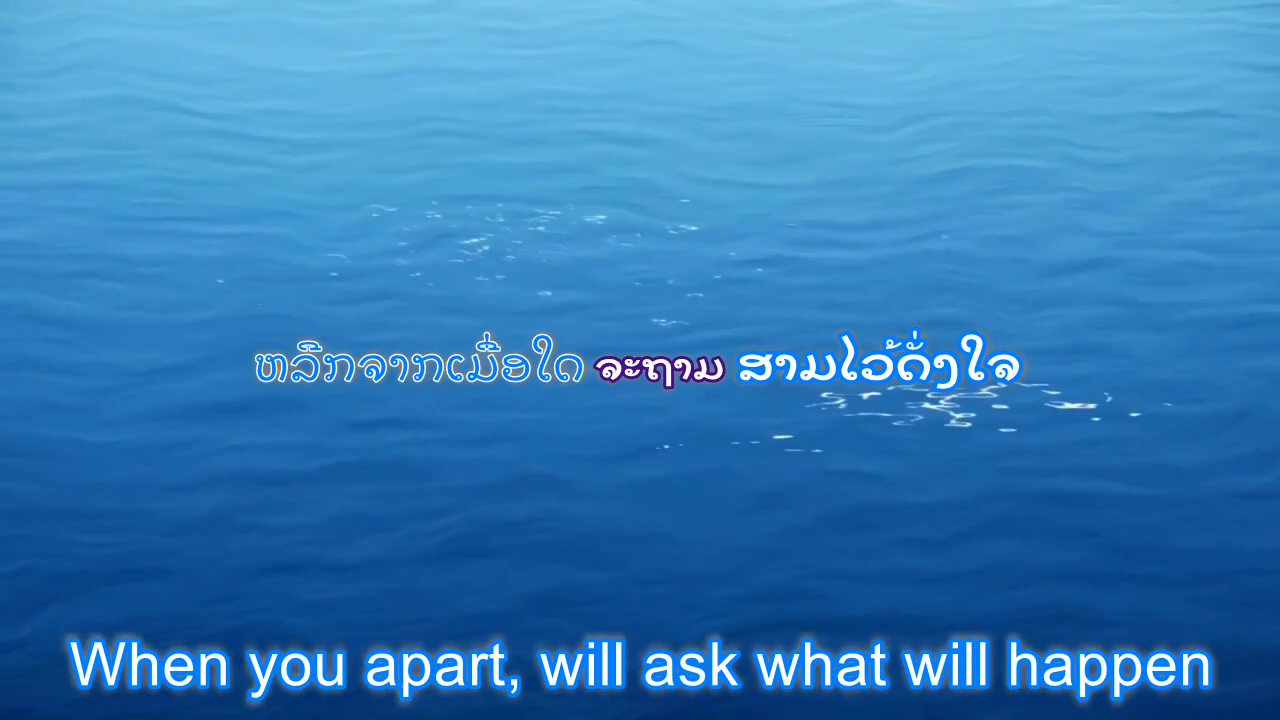 ຫລີກຈາກເມື່ອໃດ ຈະຖາມ ສາມໄວ້ດັ່ງໃຈ
When you apart, will ask what will happen